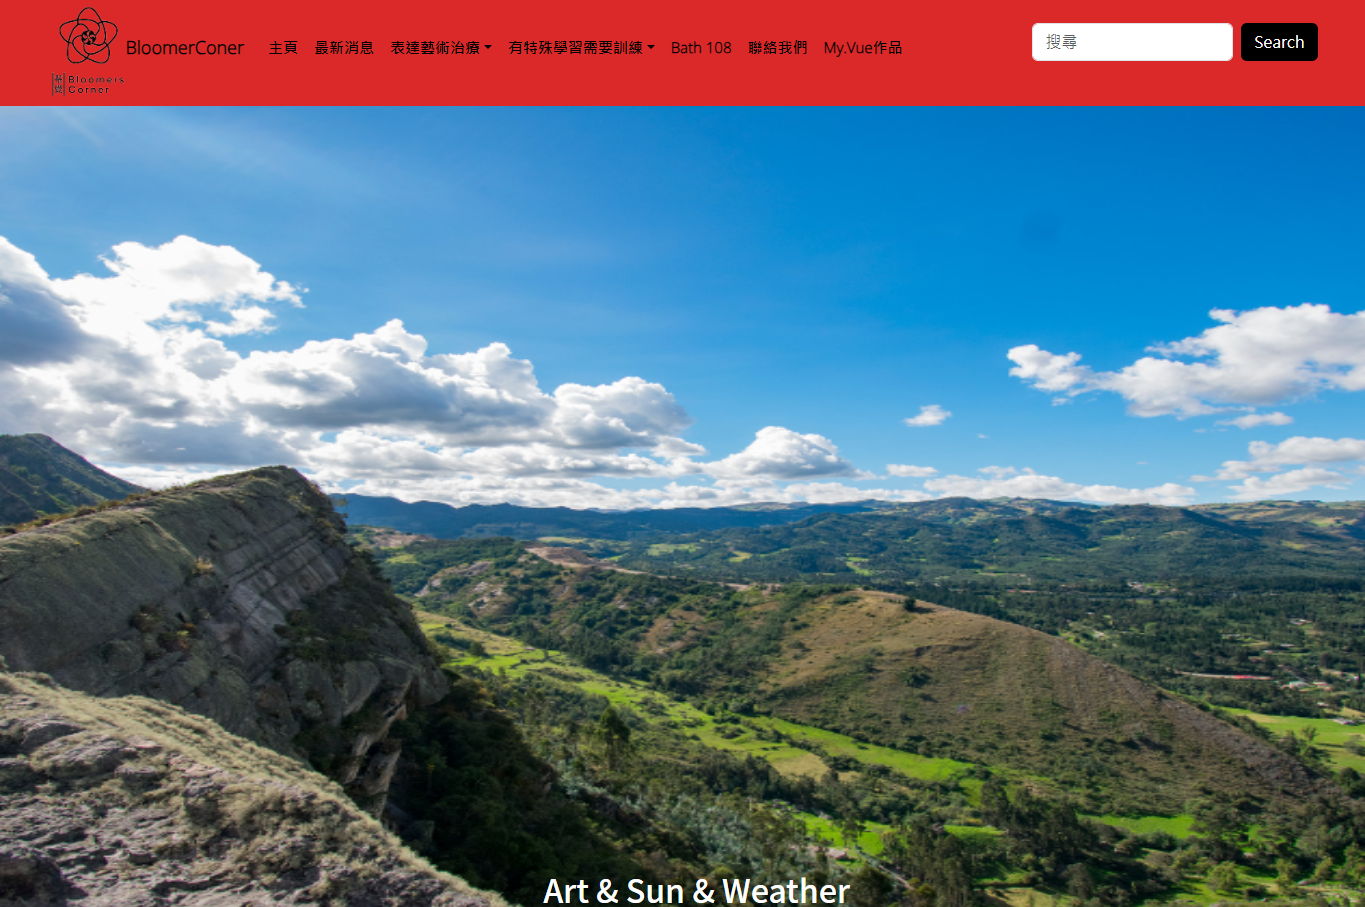 BloomerConer
主頁
最新消息
表達藝術治療
有特殊學習需要訓練
Bath 108
聯絡我們
My.Vue作品
搜尋
Search
Bloomers
Corner
Art & Sun & Weather